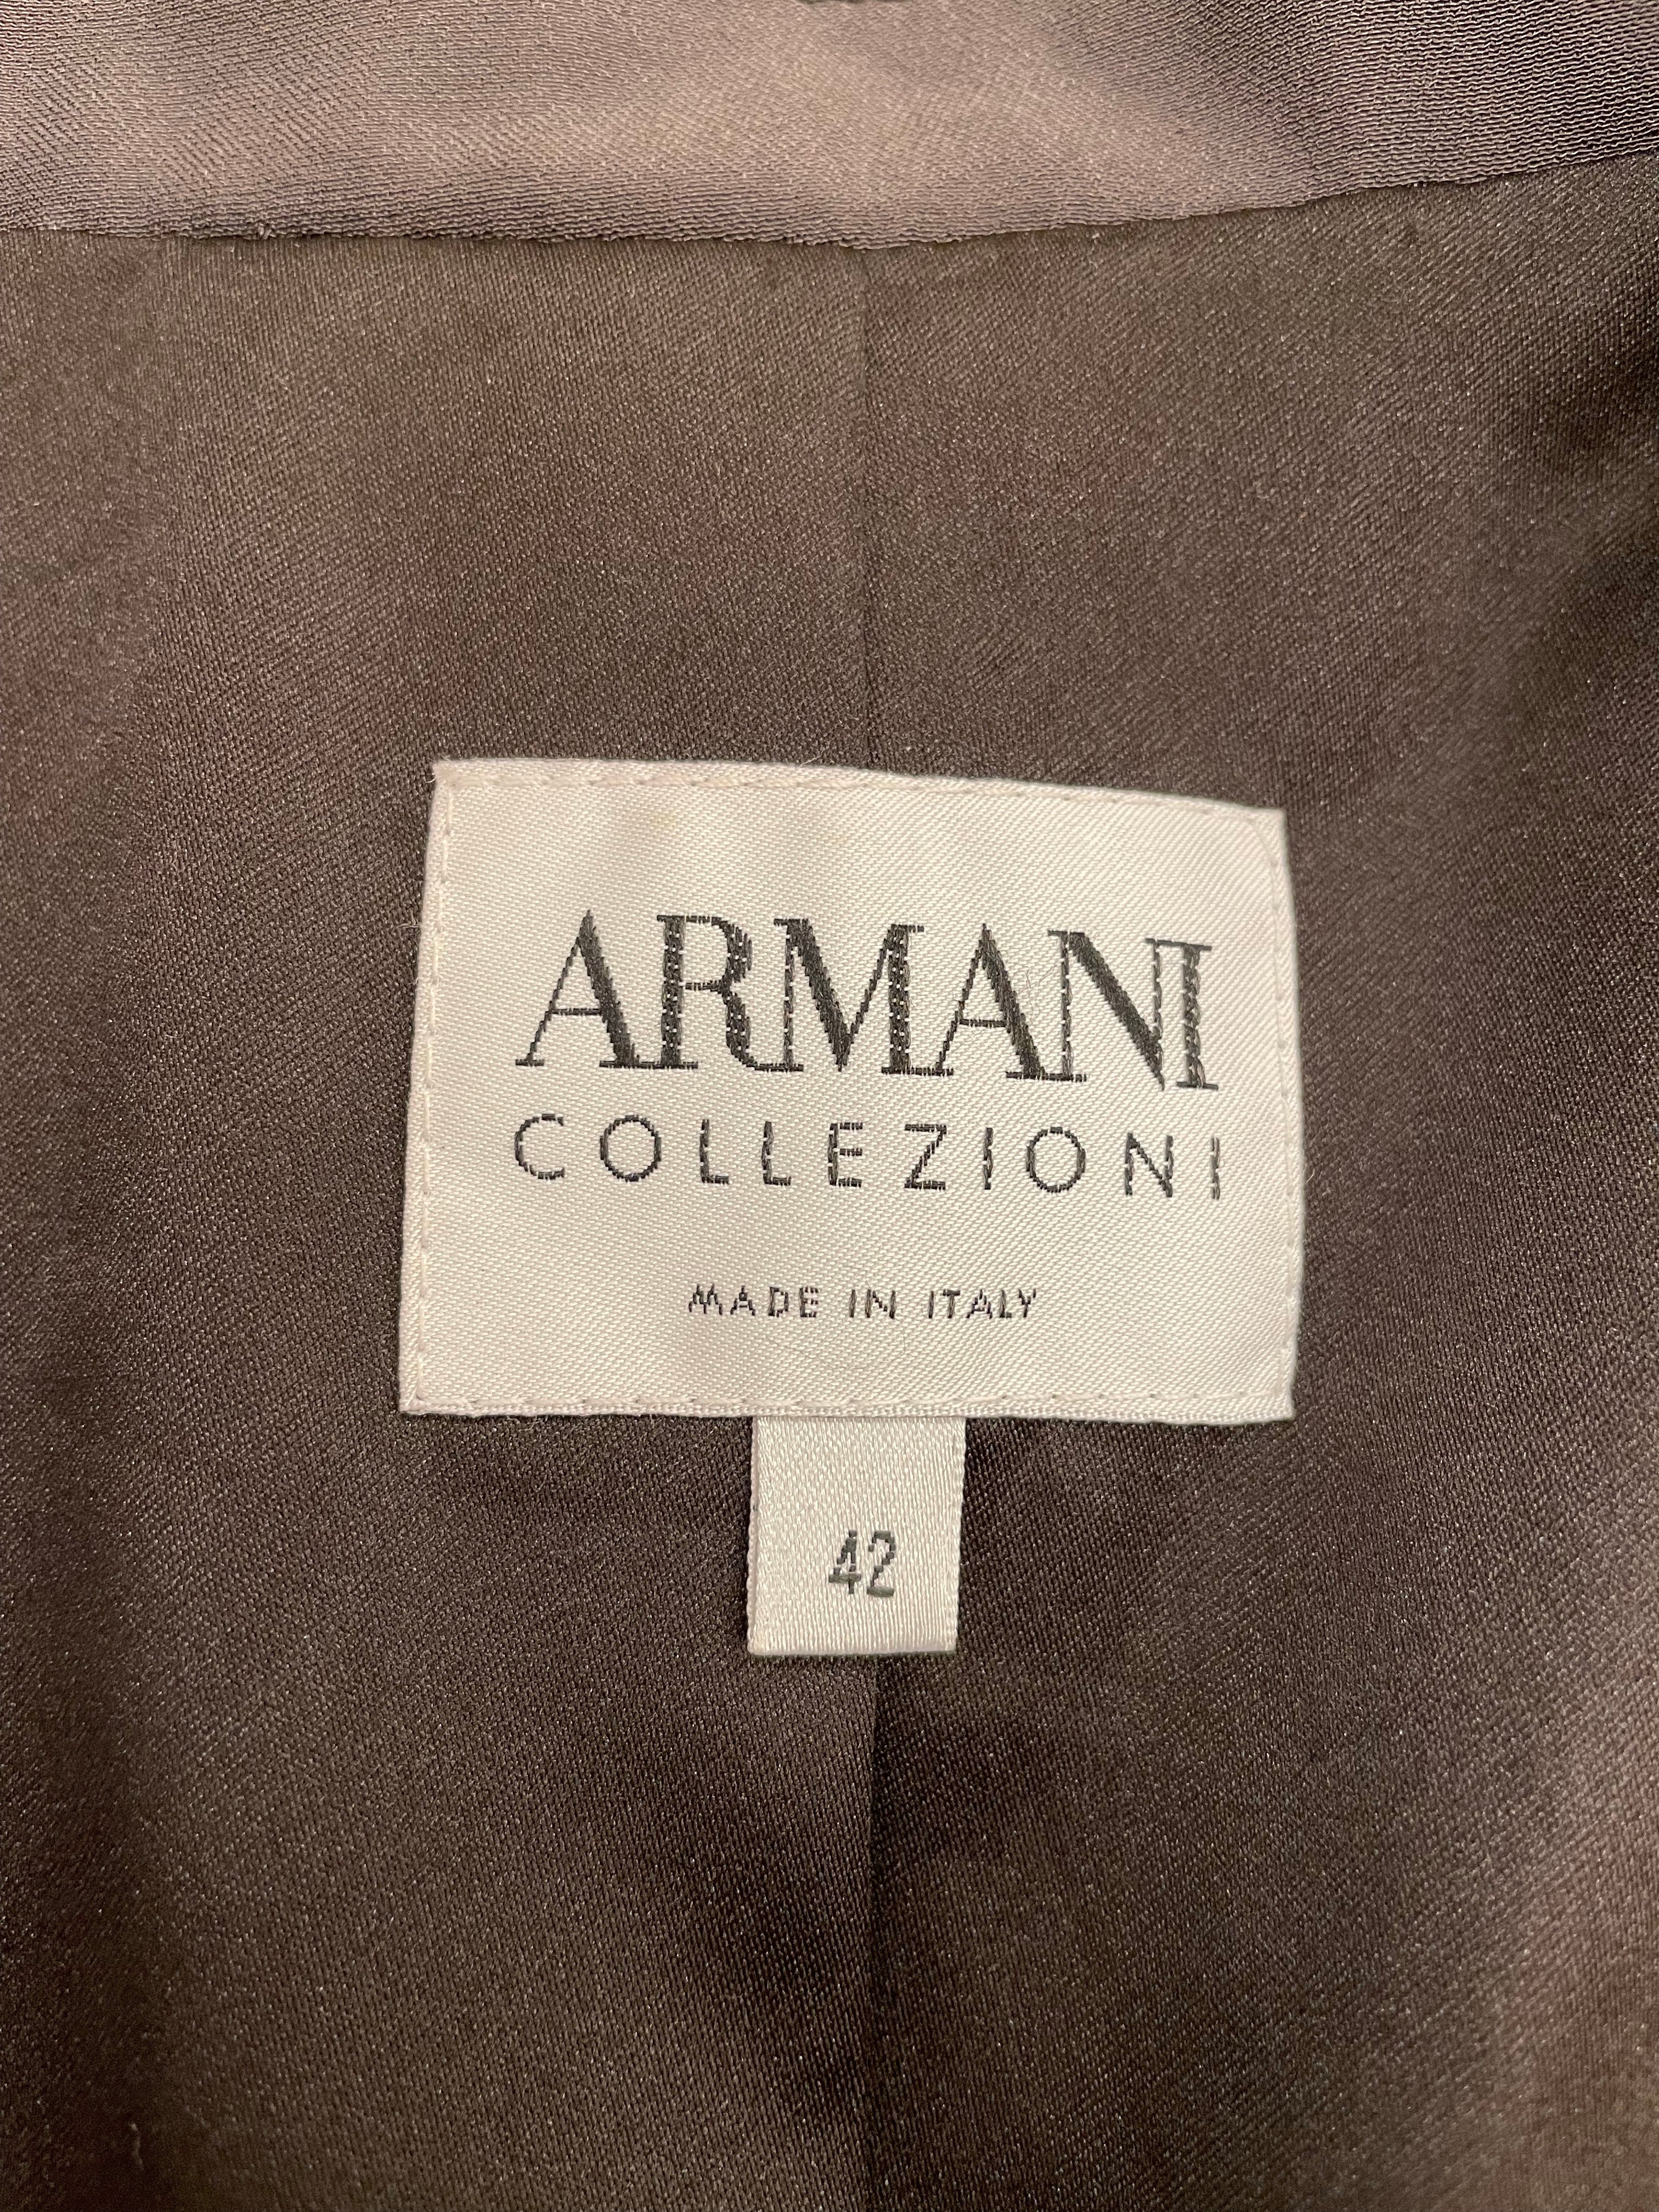 ARMANI
COLLEZIONI
MADE IN ITALY
42